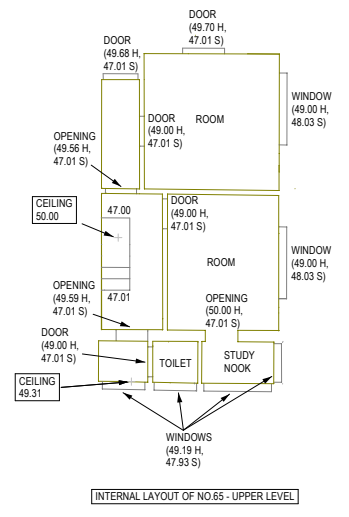 DOOR
(49.70 H,
47.01 S)
DOOR
(49.68 H,
47.01 S)
WINDOW
(49.00 H,
48.03 S)
DOOR
(49.00 H,
47.01 S)
ROOM
OPENING
(49.56 H,
47.01 S)
CEILING
50.00
47.00
DOOR
(49.00 H,
47.01 S)
WINDOW
(49.00 H,
48.03 S)
ROOM
OPENING
(49.59 H,
47.01 S)
47.01
OPENING
(50.00 H,
47.01 S)
DOOR
(49.00 H,
47.01 S)
TOILET
STUDY
NOOK
CEILING
49.31
WINDOWS
(49.19 H,
47.93 S)
INTERNAL LAYOUT OF NO.65 - UPPER LEVEL